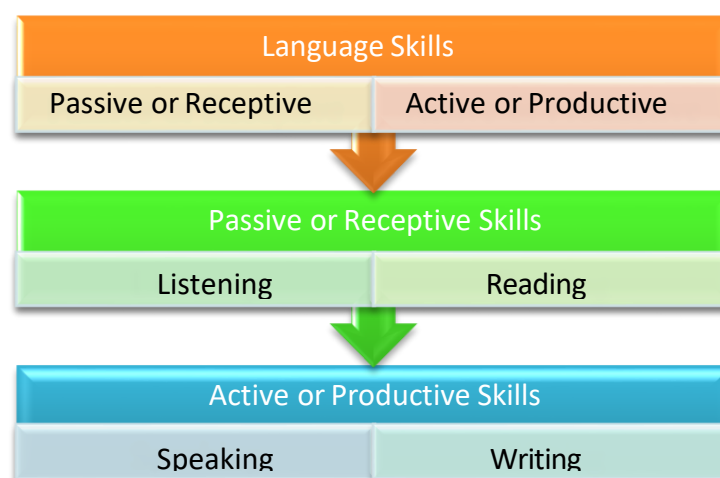 Language Skills
Passive or Receptive Active or Productive
Passive or Receptive Skills
Listening Reading
Active or Productive Skills
Speaking Writing